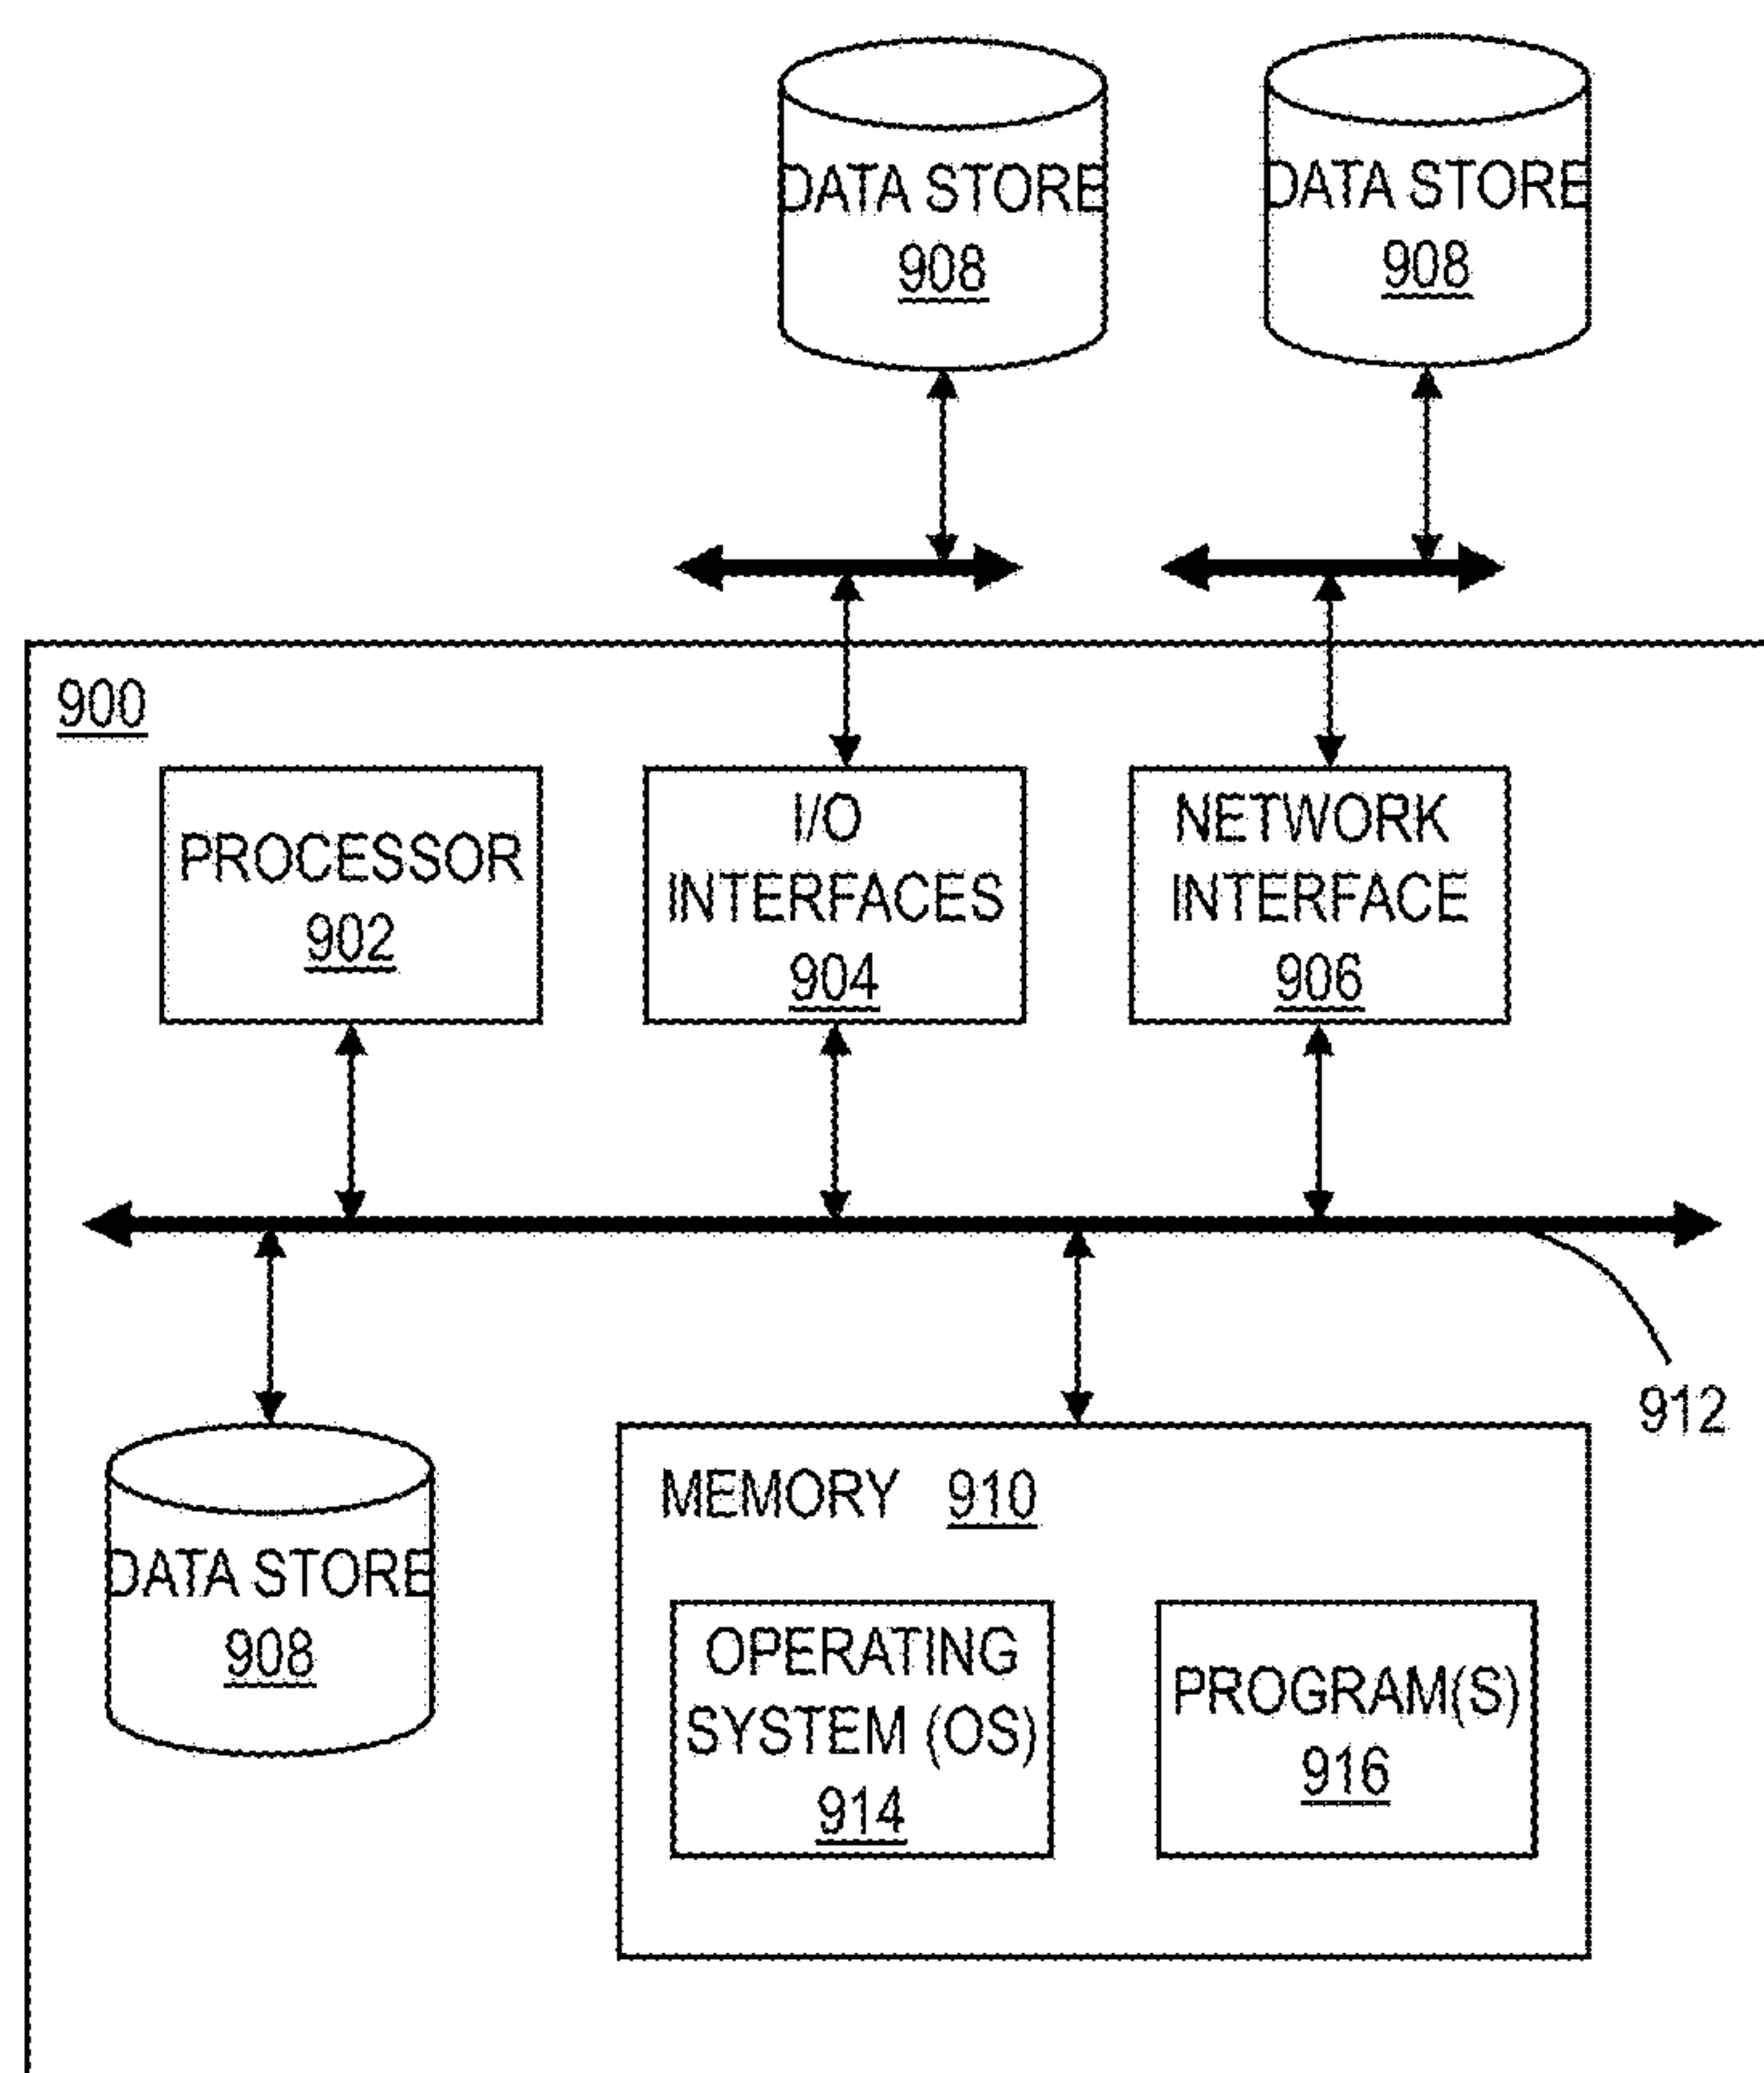 DATA STORE
908
DATA STORE
908
900
PROCESSOR
902
I/O
INTERFACES
904
NETWORK
INTERFACE
906
912
DATA STORE
908
MEMORY 910
OPERATING
SYSTEM (OS)
914
PROGRAM(S)
916